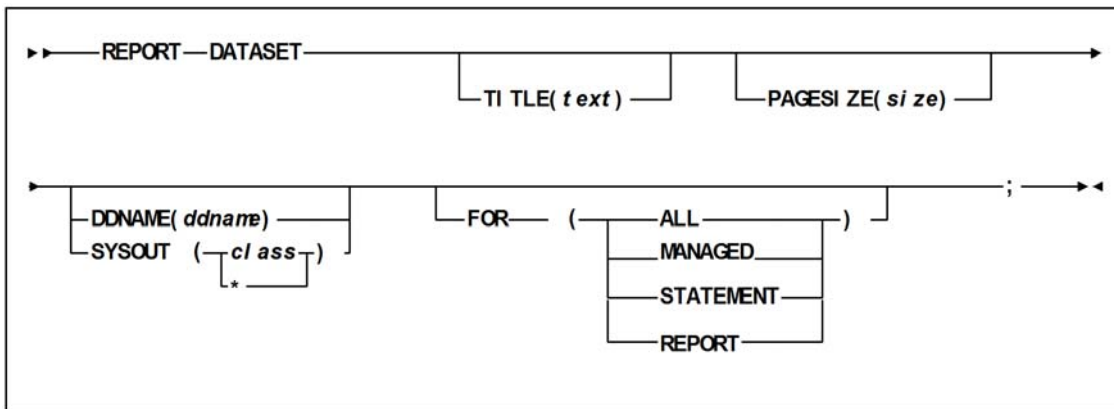 REPORT DATASET
TITLE(text) PAGESIZE(size)
DDNAME(ddname) FOR ( ALL ) ;
SYSOUT (class) MANAGED
* STATEMENT
REPORT